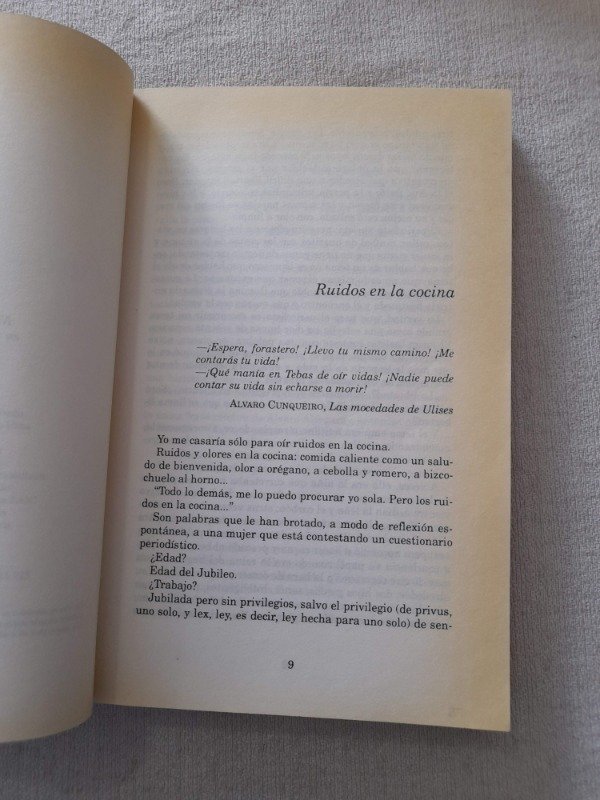 Ruidos en la cocina
—¡Espera, forastero! ¡Llevo tu mismo camino! ¡Me
contarás tu vida!
—¡Qué manía en Tebas de oír vidas! ¡Nadie puede
contar su vida sin echarse a morir!
ALVARO CUNQUEIRO, Las mocedades de Ulises
Yo me casaría sólo para oír ruidos en la cocina.
Ruidos y olores en la cocina: comida caliente como un salu-
do de bienvenida, olor a orégano, a cebolla y romero, a bizco-
chuelo al horno...
“Todo lo demás, me lo puedo procurar yo sola. Pero los rui-
dos en la cocina...”
Son palabras que le han brotado, a modo de reflexión es-
pontánea, a una mujer que está contestando un cuestionario
periodístico.
¿Edad?
Edad del Jubileo.
¿Trabajo?
Jubilada pero sin privilegios, salvo el privilegio (de privus,
uno solo, y lex, ley, es decir, ley hecha para uno solo) de sen-
9